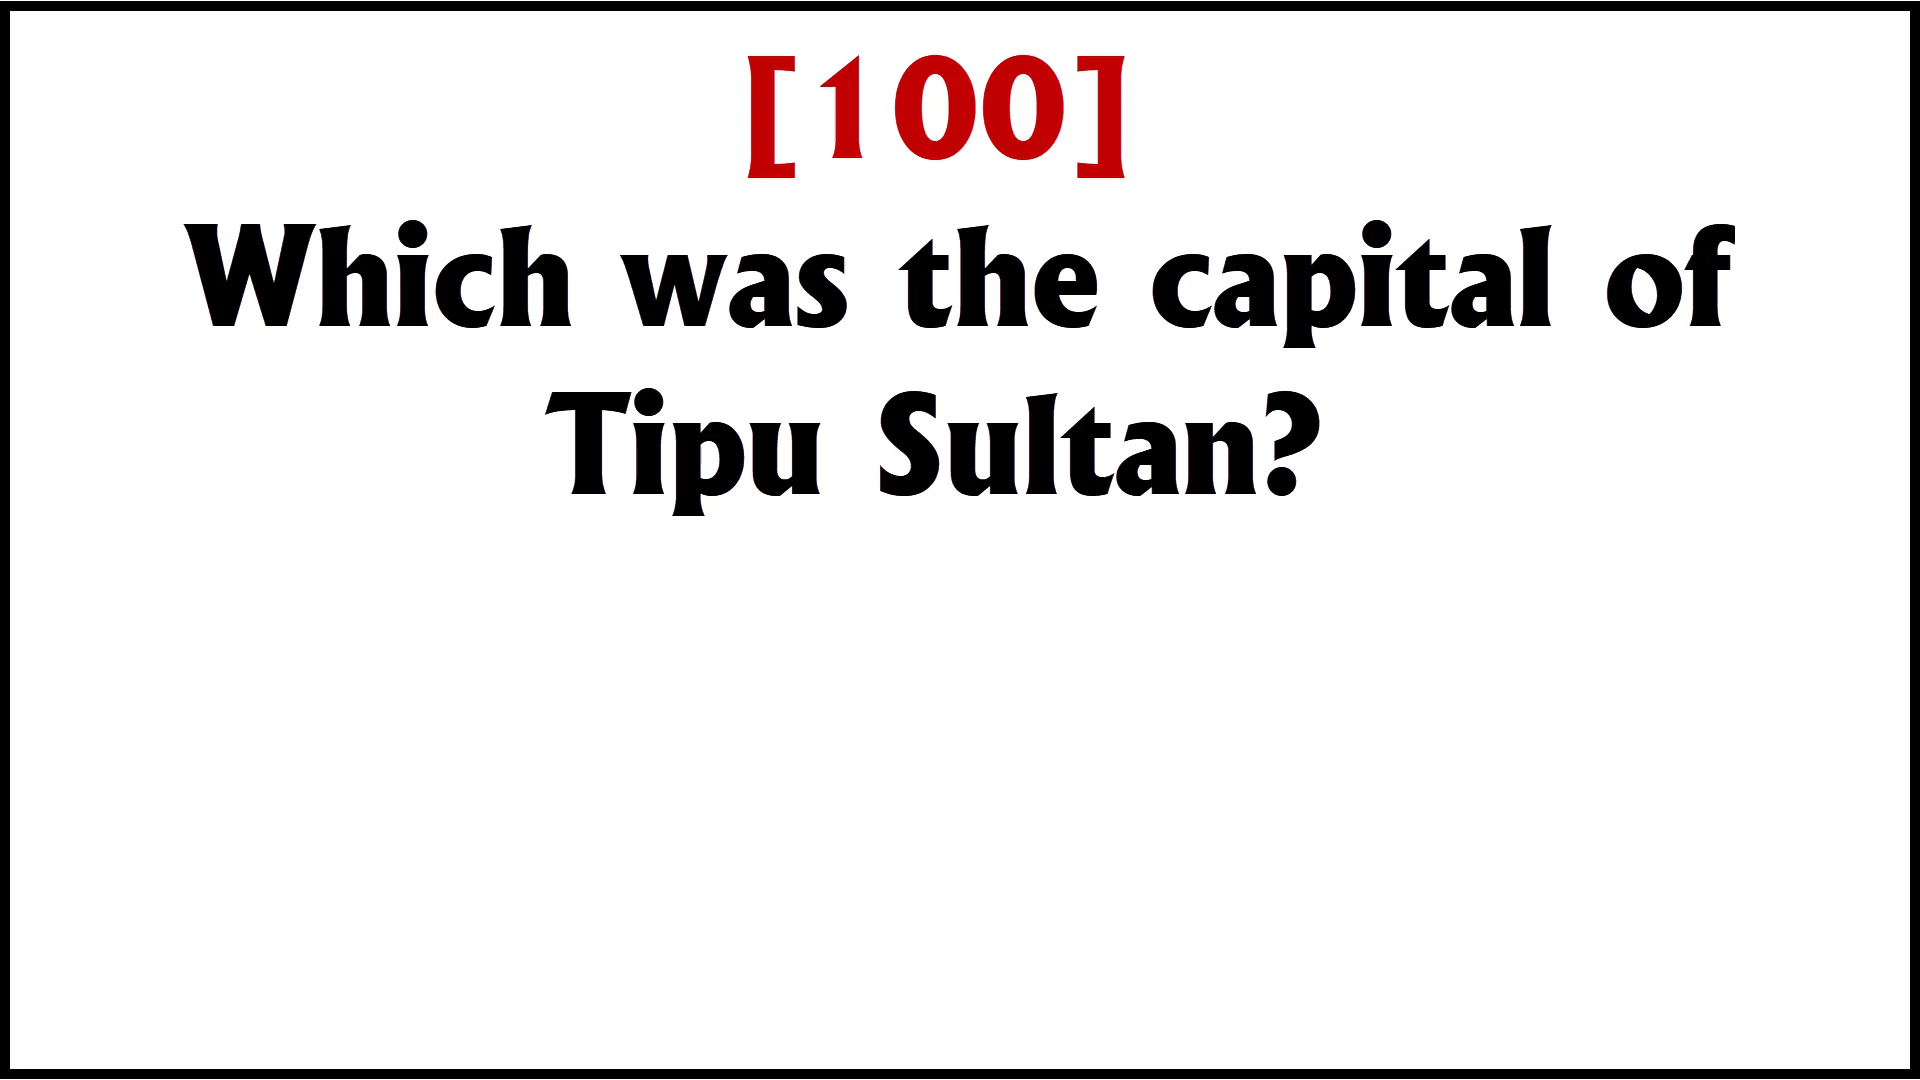 [100]
Which was the capital of
Tipu Sultan?